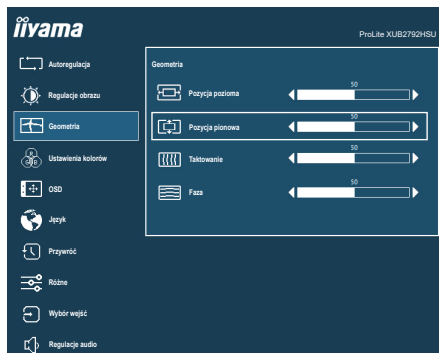 iiyama
ProLite XUB2792HSU
Autoregulacja
Regulacje obrazu
Geometria
Ustawienia kolorów
R
G B
OSD
Język
Przywróć
Różne
Wybór wejść
Regulacje audio
Geometria
Pozycja pozioma
50
Pozycja pionowa
50
Taktowanie
50
Faza
50